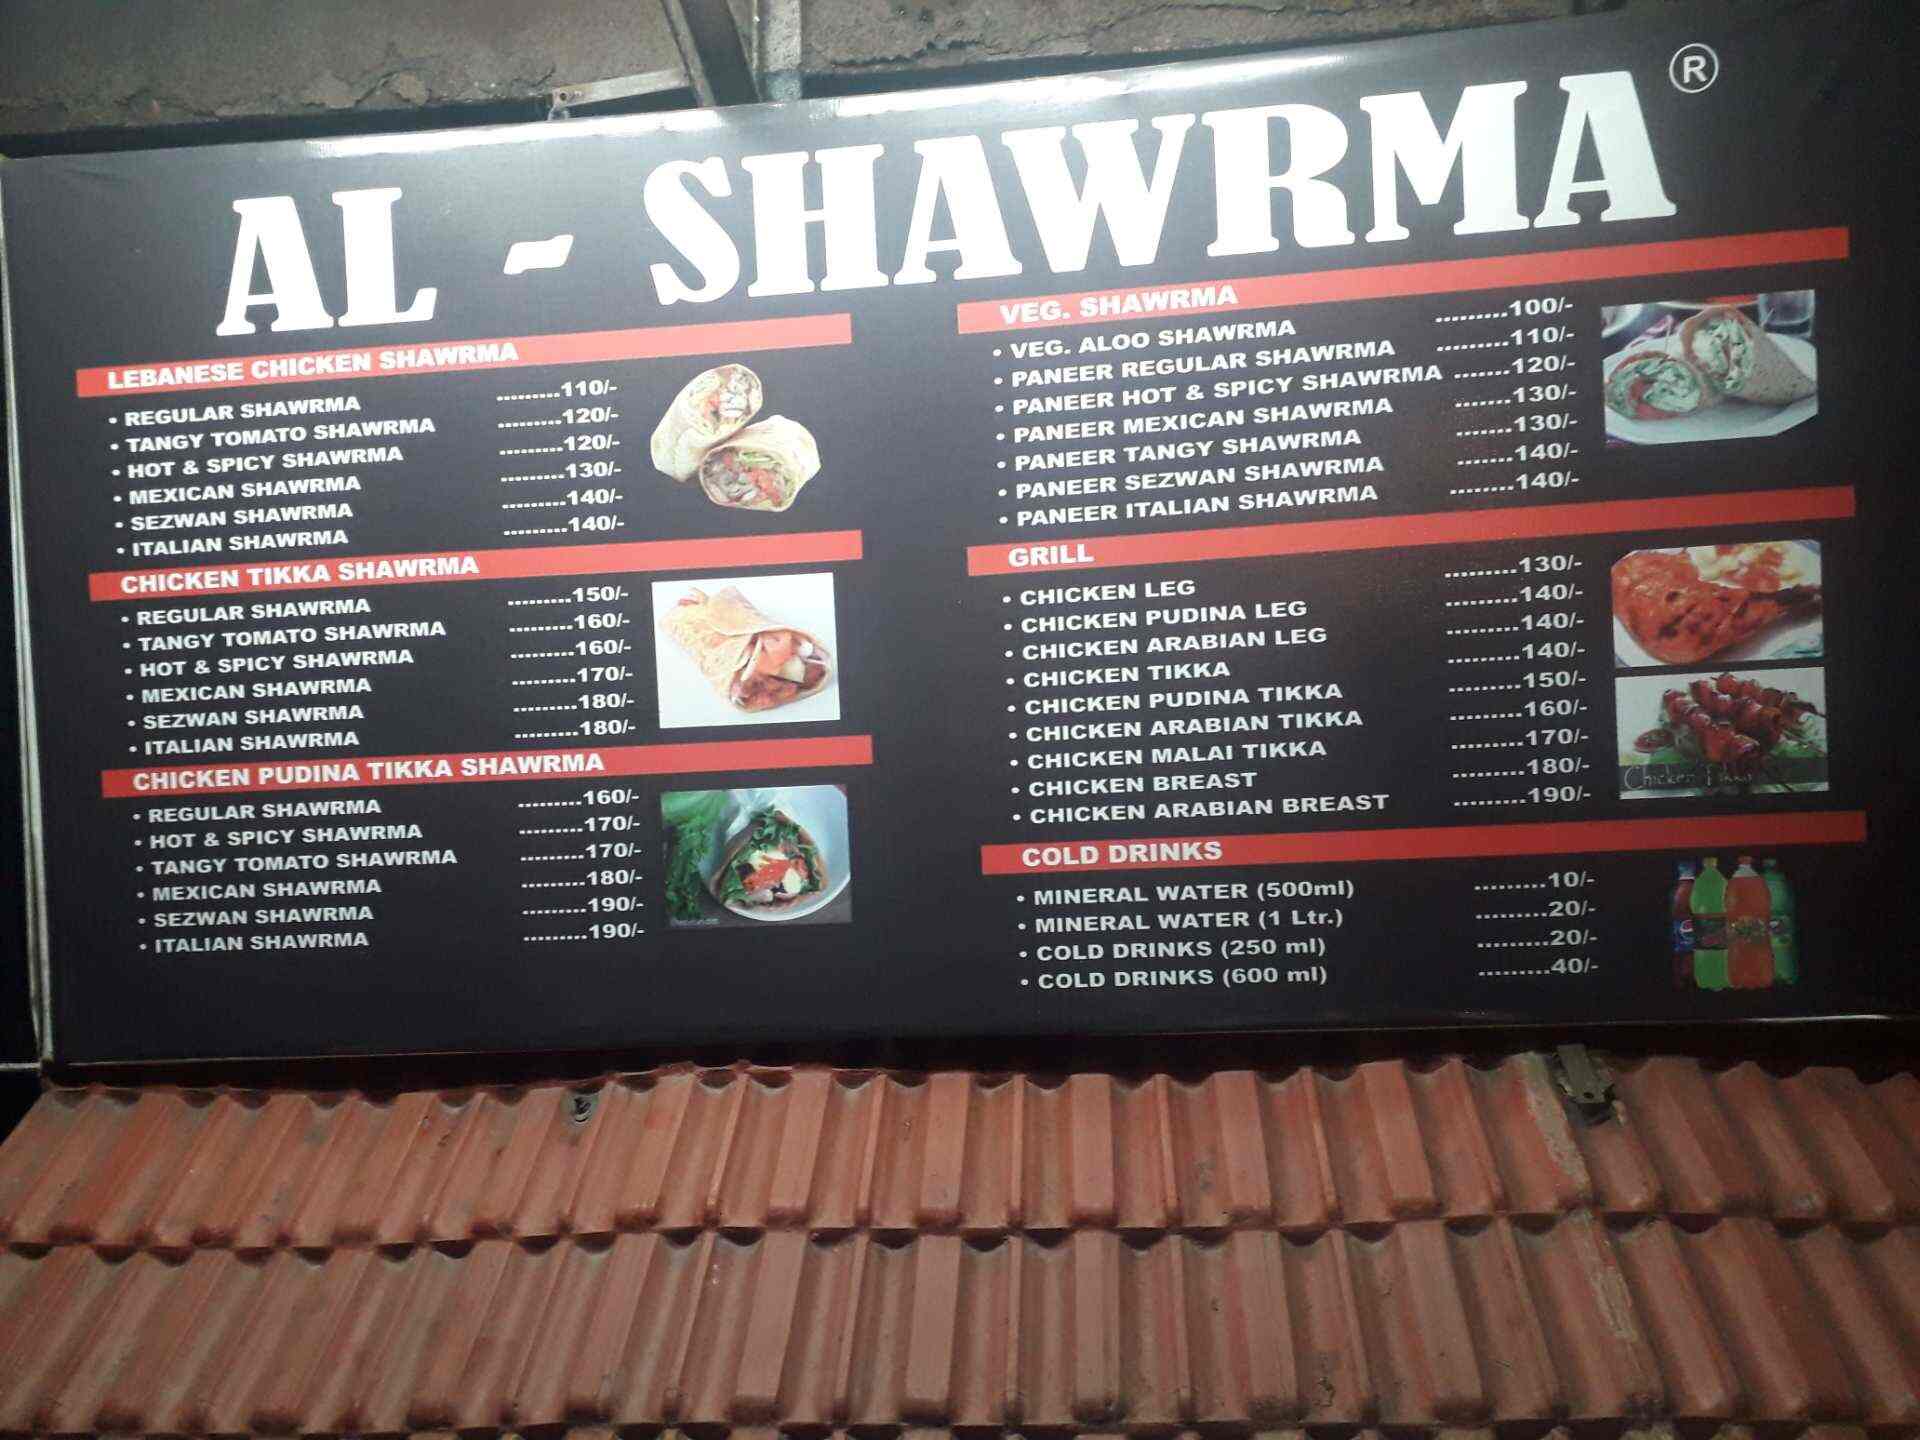 AL - SHAWRMA ®
LEBANESE CHICKEN SHAWRMA
• REGULAR SHAWRMA .........110/-
• TANGY TOMATO SHAWRMA .........120/-
• HOT & SPICY SHAWRMA .........120/-
• MEXICAN SHAWRMA .........130/-
• SEZWAN SHAWRMA .........140/-
• ITALIAN SHAWRMA .........140/-
CHICKEN TIKKA SHAWRMA
• REGULAR SHAWRMA .........150/-
• TANGY TOMATO SHAWRMA .........160/-
• HOT & SPICY SHAWRMA .........160/-
• MEXICAN SHAWRMA .........170/-
• SEZWAN SHAWRMA .........180/-
• ITALIAN SHAWRMA .........180/-
CHICKEN PUDINA TIKKA SHAWRMA
• REGULAR SHAWRMA .........160/-
• HOT & SPICY SHAWRMA .........170/-
• TANGY TOMATO SHAWRMA .........170/-
• MEXICAN SHAWRMA .........180/-
• SEZWAN SHAWRMA .........190/-
• ITALIAN SHAWRMA .........190/-
VEG. SHAWRMA
• VEG. ALOO SHAWRMA .........100/-
• PANEER REGULAR SHAWRMA .........110/-
• PANEER HOT & SPICY SHAWRMA .......120/-
• PANEER MEXICAN SHAWRMA .......130/-
• PANEER TANGY SHAWRMA .......130/-
• PANEER SEZWAN SHAWRMA .......140/-
• PANEER ITALIAN SHAWRMA ........140/-
GRILL
• CHICKEN LEG .........130/-
• CHICKEN PUDINA LEG .........140/-
• CHICKEN ARABIAN LEG .........140/-
• CHICKEN TIKKA .........140/-
• CHICKEN PUDINA TIKKA .........150/-
• CHICKEN ARABIAN TIKKA .........160/-
• CHICKEN MALAI TIKKA .........170/-
• CHICKEN BREAST .........180/-
• CHICKEN ARABIAN BREAST .........190/-
Chicken Tikka
COLD DRINKS
• MINERAL WATER (500ml) .........10/-
• MINERAL WATER (1 Ltr.) .........20/-
• COLD DRINKS (250 ml) .........20/-
• COLD DRINKS (600 ml) .........40/-